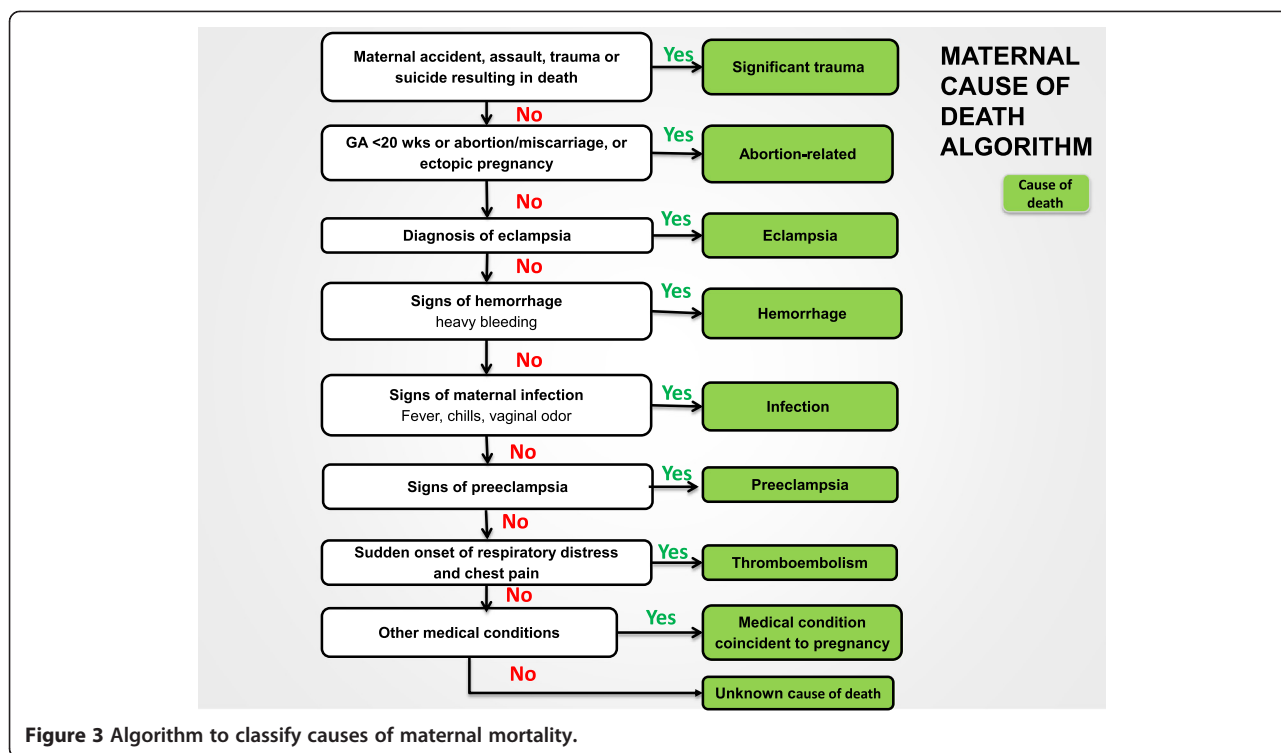 Maternal accident, assault, trauma or
suicide resulting in death
Yes
Significant trauma
MATERNAL
CAUSE OF
DEATH
ALGORITHM
Cause of
death
No
GA <20 wks or abortion/miscarriage, or
ectopic pregnancy
Yes
Abortion-related
No
Diagnosis of eclampsia
Yes
Eclampsia
No
Signs of hemorrhage
heavy bleeding
Yes
Hemorrhage
No
Signs of maternal infection
Fever, chills, vaginal odor
Yes
Infection
No
Signs of preeclampsia
Yes
Preeclampsia
No
Sudden onset of respiratory distress
and chest pain
Yes
Thromboembolism
No
Other medical conditions
Yes
Medical condition
coincident to pregnancy
No
Unknown cause of death
Figure 3 Algorithm to classify causes of maternal mortality.